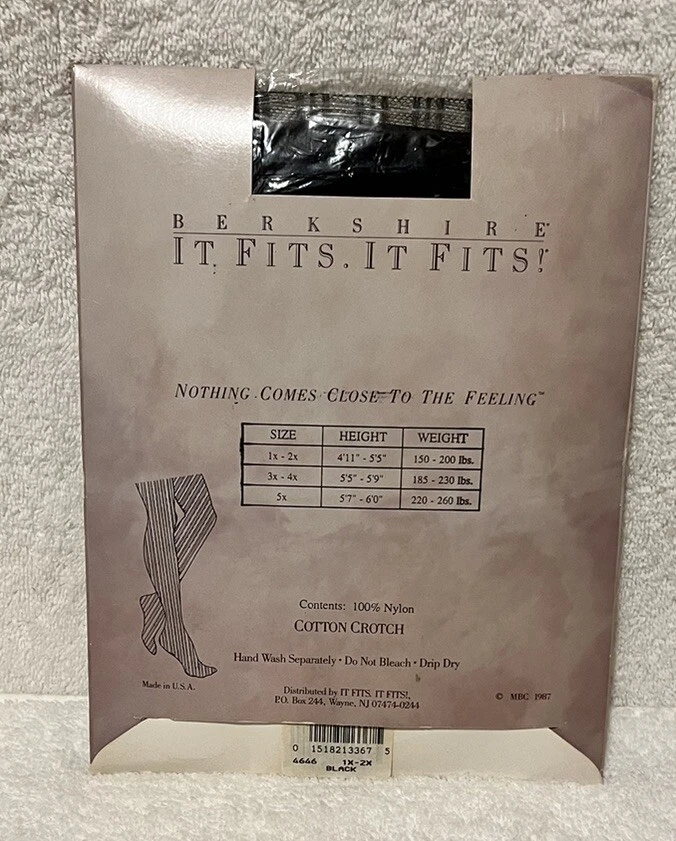 BERKSHIRE
IT FITS. IT FITS!
NOTHING COMES CLOSE TO THE FEELING™
SIZE HEIGHT WEIGHT
1x - 2x 4'11" - 5'5" 150 - 200 lbs.
3x - 4x 5'5" - 5'9" 185 - 230 lbs.
5x 5'7" - 6'0" 220 - 260 lbs.
Contents: 100% Nylon
COTTON CROTCH
Hand Wash Separately • Do Not Bleach • Drip Dry
Made in U.S.A.
Distributed by IT FITS. IT FITS!,
P.O. Box 244, Wayne, NJ 07474-0244
© MBC 1987
0 1518213367 5
4646 1X-2X
BLACK